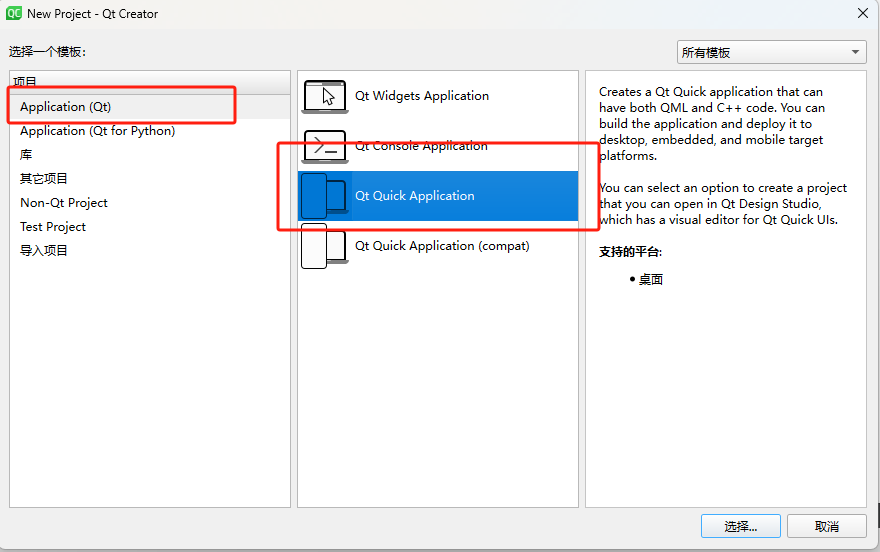 QC New Project - Qt Creator
选择一个模板:
所有模板
项目
Application (Qt)
Application (Qt for Python)
库
其它项目
Non-Qt Project
Test Project
导入项目
Qt Widgets Application
Qt Console Application
Qt Quick Application
Qt Quick Application (compat)
Creates a Qt Quick application that can
have both QML and C++ code. You can
build the application and deploy it to
desktop, embedded, and mobile target
platforms.
You can select an option to create a project
that you can open in Qt Design Studio,
which has a visual editor for Qt Quick UIs.
支持的平台:
• 桌面
选择...
取消